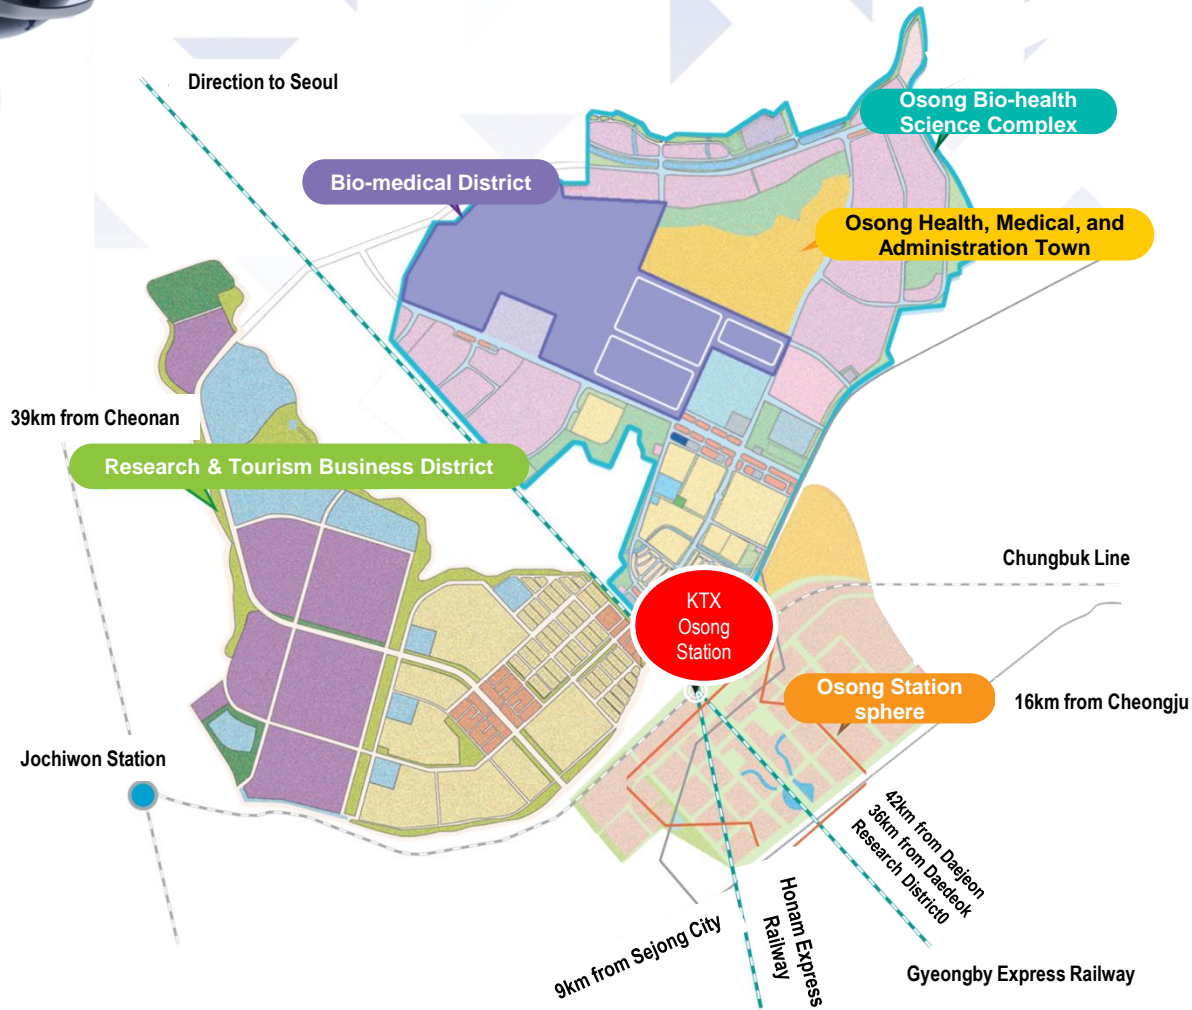 Direction to Seoul
Osong Bio-health
Science Complex
Bio-medical District
Osong Health, Medical, and
Administration Town
39km from Cheonan
Research & Tourism Business District
Chungbuk Line
KTX
Osong
Station
Osong Station
sphere
16km from Cheongju
Jochiwon Station
42km from Daejeon
36km from Daedeok
Research District0
Honam Express
Railway
9km from Sejong City
Gyeongby Express Railway